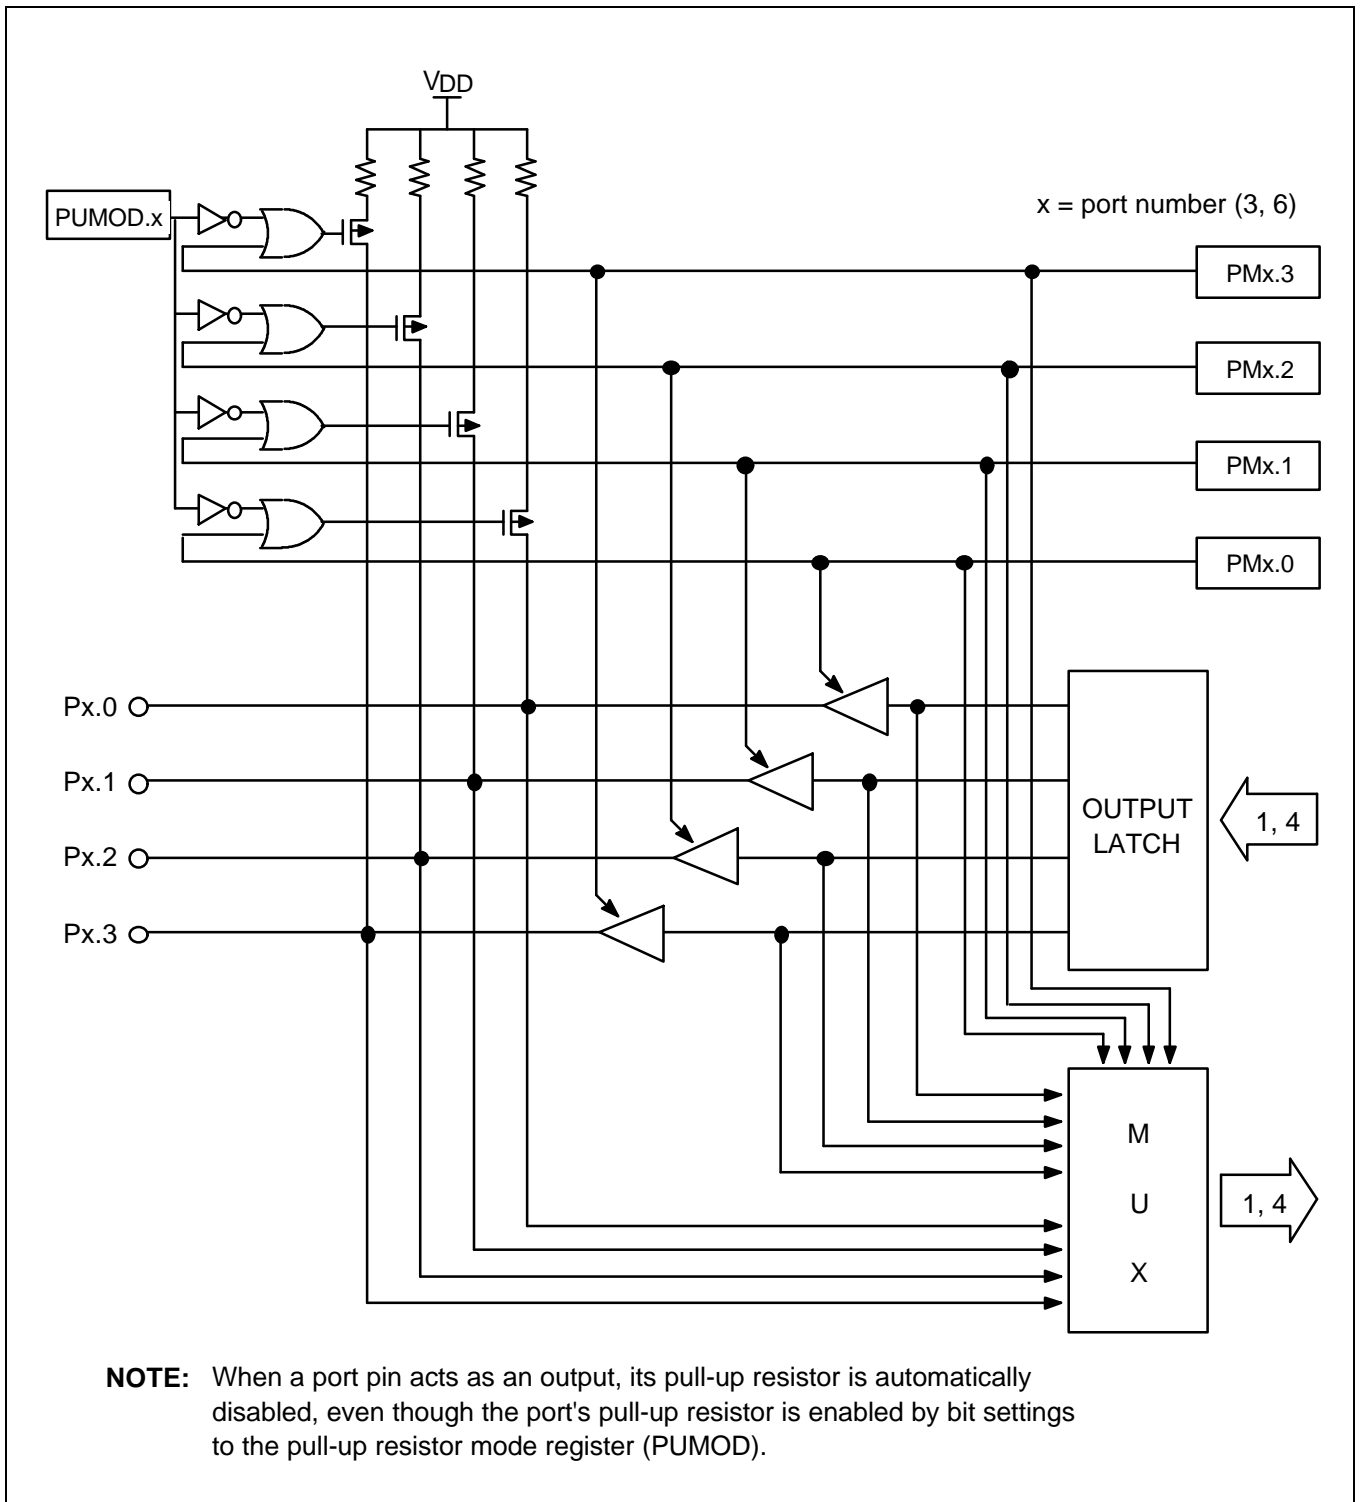 VDD
PUMOD.x
x = port number (3, 6)
PMx.3
PMx.2
PMx.1
PMx.0
Px.0
Px.1
Px.2
Px.3
OUTPUT
LATCH
1, 4
M
U
X
1, 4
NOTE: When a port pin acts as an output, its pull-up resistor is automatically
disabled, even though the port's pull-up resistor is enabled by bit settings
to the pull-up resistor mode register (PUMOD).